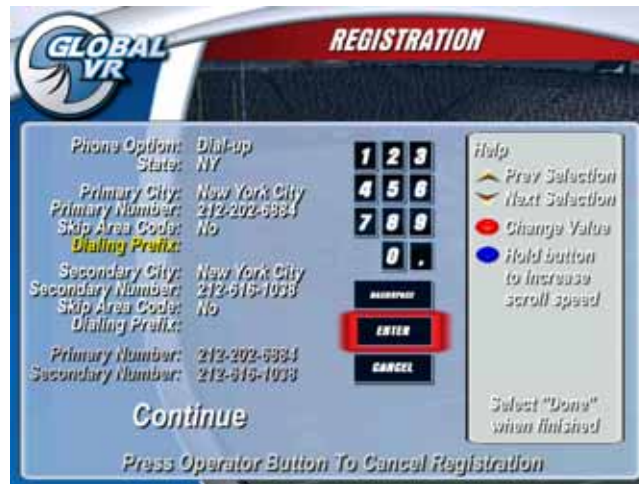 GLOBAL VR
REGISTRATION
Phone Option: Dial-up
State: NY
Primary City: New York City
Primary Number: 212-202-6884
Skip Area Code: No
Dialing Prefix:
Secondary City: New York City
Secondary Number: 212-616-1038
Skip Area Code: No
Dialing Prefix:
Primary Number: 212-202-6884
Secondary Number: 212-616-1038
Continue
1 2 3
4 5 6
7 8 9
0 .
BACKSPACE
ENTER
CANCEL
Help
Prev Selection
Next Selection
Change Value
Hold button
to increase
scroll speed
Select "Done"
when finished
Press Operator Button To Cancel Registration